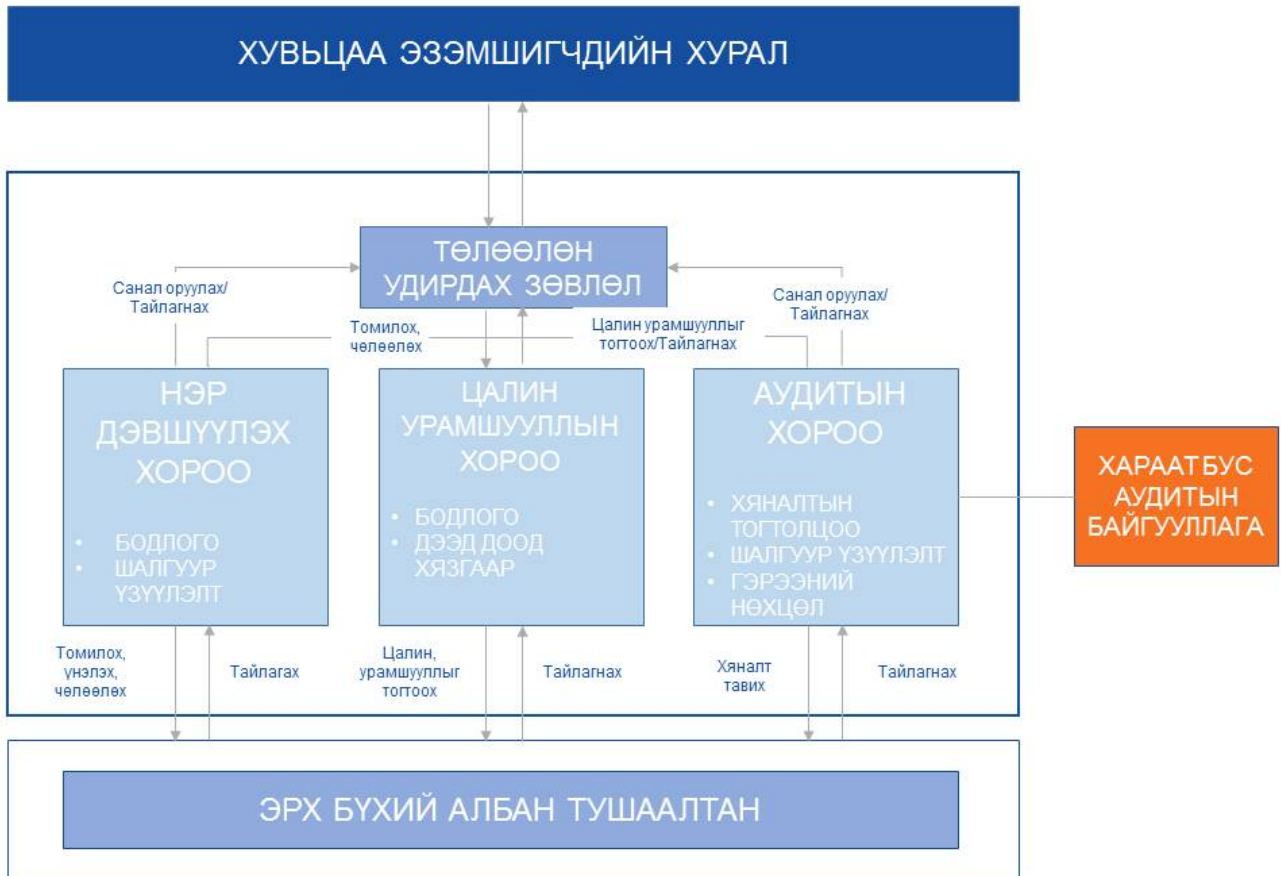 ХУВЬЦАА ЭЗЭМШИГЧДИЙН ХУРАЛ
ТӨЛӨӨЛӨН
УДИРДАХ ЗӨВЛӨЛ
Санал оруулах/
Тайлагнах
Томилох,
чөлөөлөх
Цалин урамшууллыг
тогтоох/Тайлагнах
Санал оруулах/
Тайлагнах
НЭР
ДЭВШҮҮЛЭХ
ХОРОО
• БОДЛОГО
• ШАЛГУУР
ҮЗҮҮЛЭЛТ
ЦАЛИН
УРАМШУУЛЛЫН
ХОРОО
• БОДЛОГО
• ДЭЭД ДООД
ХЯЗГААР
АУДИТЫН
ХОРОО
• ХЯНАЛТЫН
ТОГТОЛЦОО
• ШАЛГУУР ҮЗҮҮЛЭЛТ
• ГЭРЭЭНИЙ
НӨХЦӨЛ
ХАРААТ БУС
АУДИТЫН
БАЙГУУЛЛАГА
Томилох,
үнэлэх,
чөлөөлөх
Тайлагах
Цалин,
урамшууллыг
тогтоох
Тайлагнах
Хяналт
тавих
Тайлагнах
ЭРХ БҮХИЙ АЛБАН ТУШААЛТАН